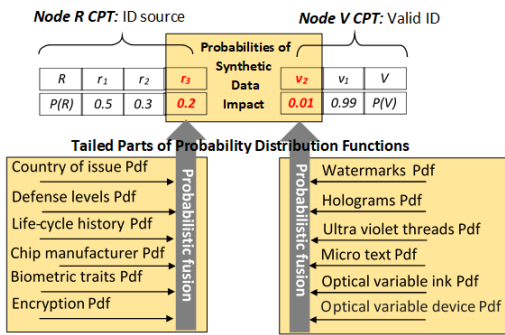 Node R CPT: ID source
Node V CPT: Valid ID
Probabilities of
Synthetic
Data
Impact
R r₁ r₂ r₃
P(R) 0.5 0.3 0.2
v₂ v₁ V
0.01 0.99 P(V)
Tailed Parts of Probability Distribution Functions
Country of issue Pdf
Defense levels Pdf
Life-cycle history Pdf
Chip manufacturer Pdf
Biometric traits Pdf
Encryption Pdf
Probabilistic fusion
Probabilistic fusion
Watermarks Pdf
Holograms Pdf
Ultra violet threads Pdf
Micro text Pdf
Optical variable ink Pdf
Optical variable device Pdf